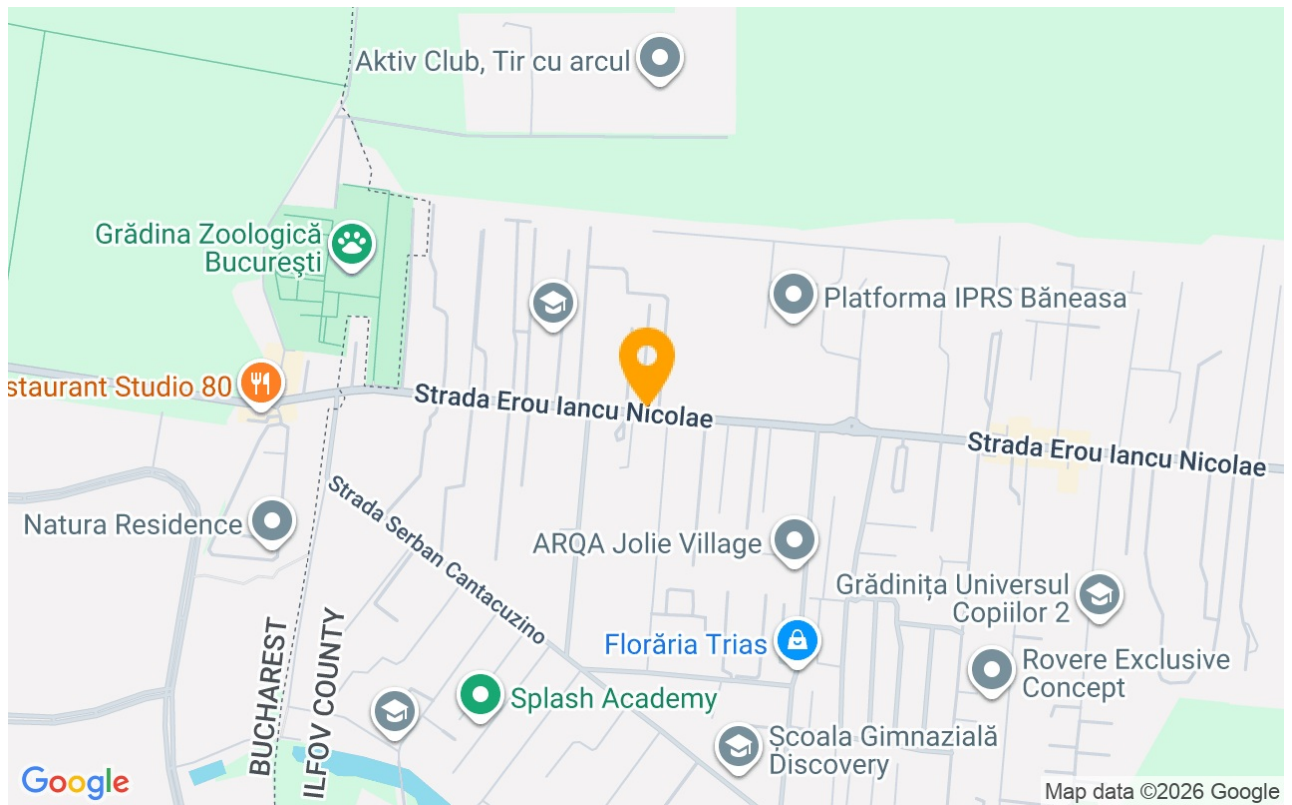 Aktiv Club, Tir cu arcul
Grădina Zoologică
București
Platforma IPRS Băneasa
staurant Studio 80
Strada Erou Iancu Nicolae
Strada Erou Iancu Nicolae
Natura Residence
Strada Serban Cantacuzino
ARQA Jolie Village
Grădinița Universul
Copiilor 2
BUCHAREST
ILFOV COUNTY
Florăria Trias
Rovere Exclusive
Concept
Splash Academy
Școala Gimnazială
Discovery
Google
Map data ©2026 Google